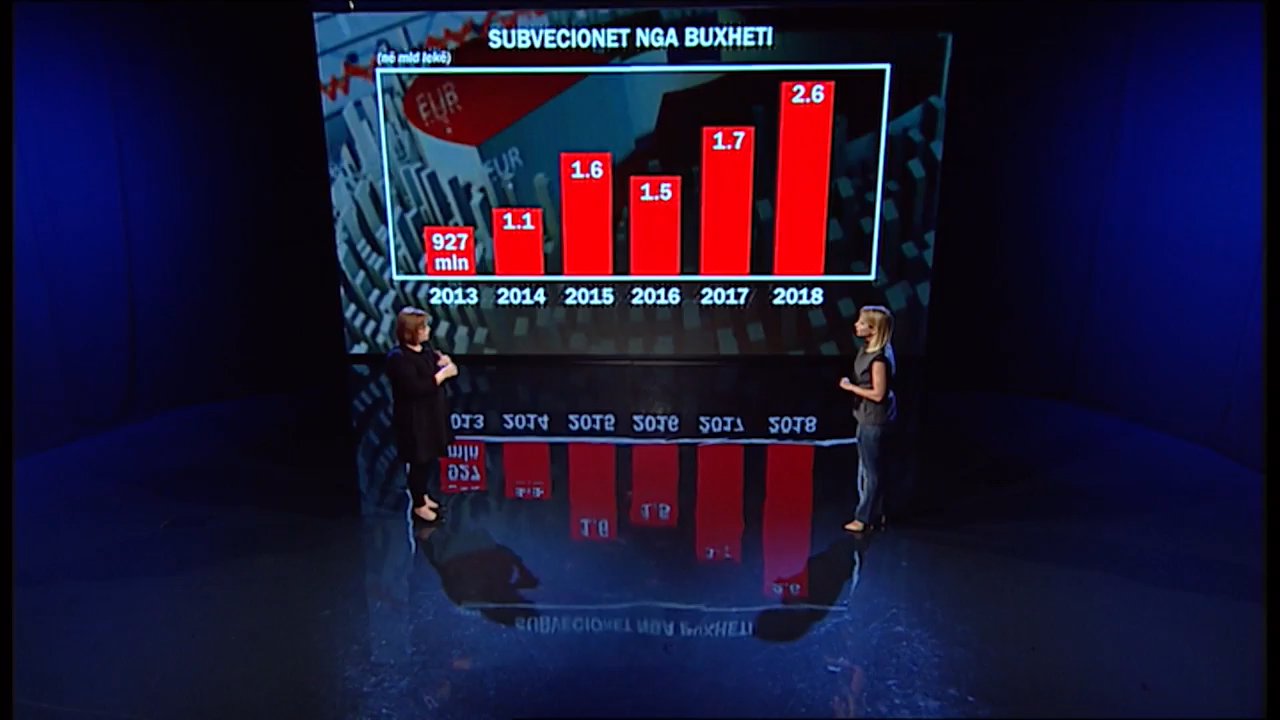 SUBVECIONET NGA BUXHETI
(në mld lekë)
EUR
EUR
2.6
1.7
1.6
1.5
1.1
927
mln
2013 2014 2015 2016 2017 2018